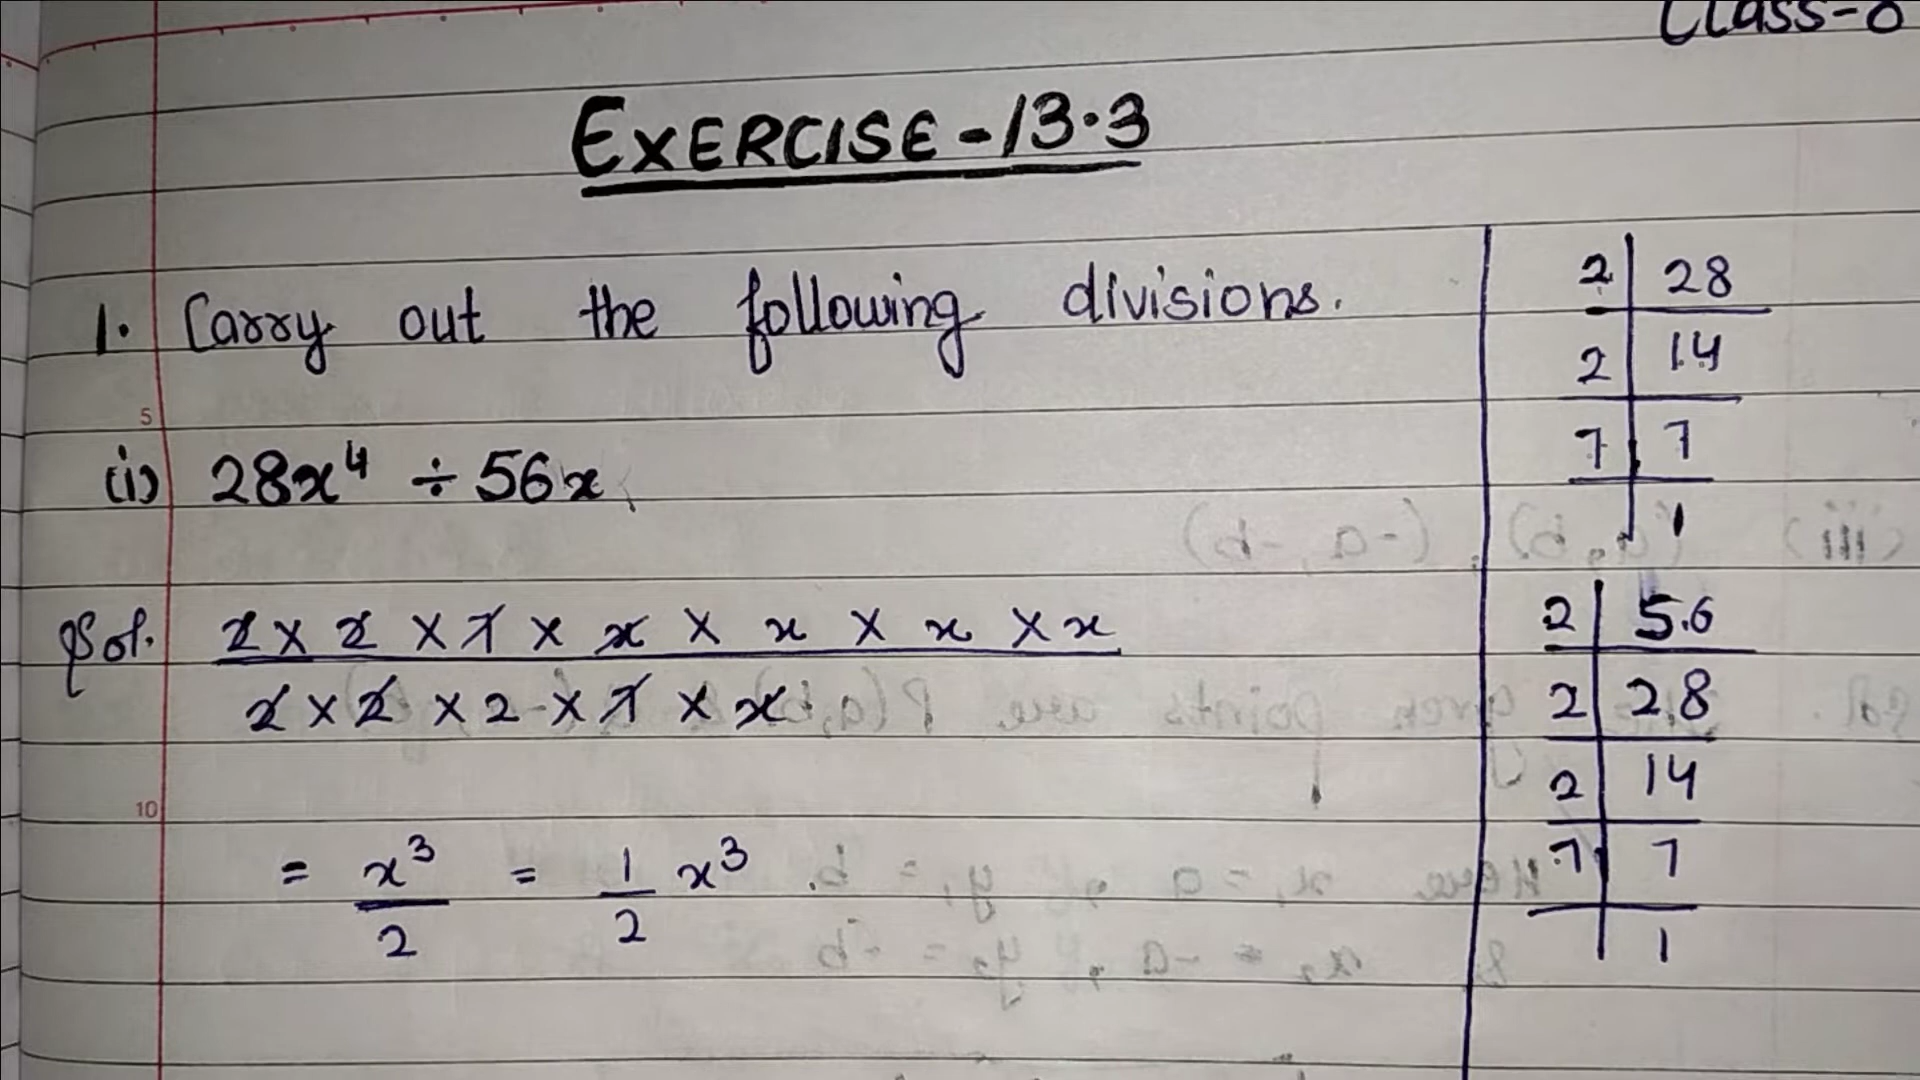 Class-8
EXERCISE-13.3
1. Carry out the following divisions.
(i) 28x⁴ ÷ 56x
Sol. 2 × 2 × 7 × x × x × x × x
2 × 2 × 2 × 7 × x
= x³/2 = 1/2 x³
2 | 28
2 | 14
7 | 7
1
2 | 56
2 | 28
2 | 14
7 | 7
1
5
10